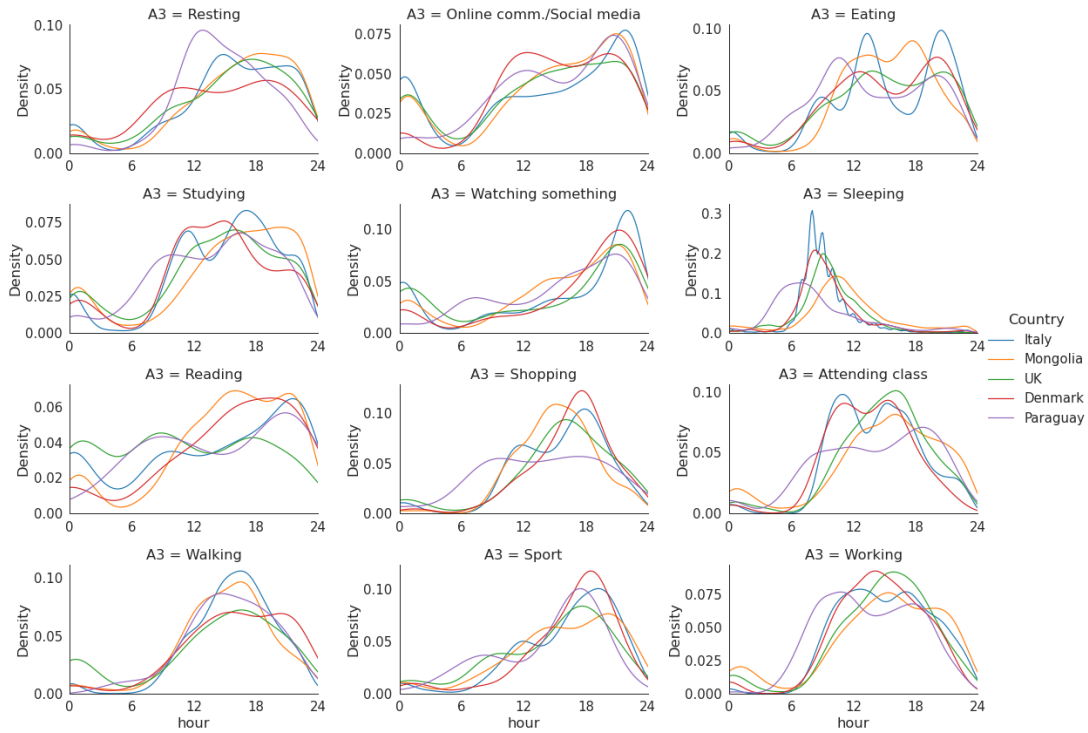 A3 = Resting
A3 = Online comm./Social media
A3 = Eating
Density
0.10
0.05
0.00
0 6 12 18 24
Density
0.075
0.050
0.025
0.000
0 6 12 18 24
Density
0.10
0.05
0.00
0 6 12 18 24
A3 = Studying
A3 = Watching something
A3 = Sleeping
Density
0.075
0.050
0.025
0.000
0 6 12 18 24
Density
0.10
0.05
0.00
0 6 12 18 24
Density
0.3
0.2
0.1
0.0
0 6 12 18 24
Country
Italy
Mongolia
UK
Denmark
Paraguay
A3 = Reading
A3 = Shopping
A3 = Attending class
Density
0.06
0.04
0.02
0.00
0 6 12 18 24
Density
0.10
0.05
0.00
0 6 12 18 24
Density
0.10
0.05
0.00
0 6 12 18 24
A3 = Walking
A3 = Sport
A3 = Working
Density
0.10
0.05
0.00
0 6 12 18 24
hour
Density
0.10
0.05
0.00
0 6 12 18 24
hour
Density
0.075
0.050
0.025
0.000
0 6 12 18 24
hour